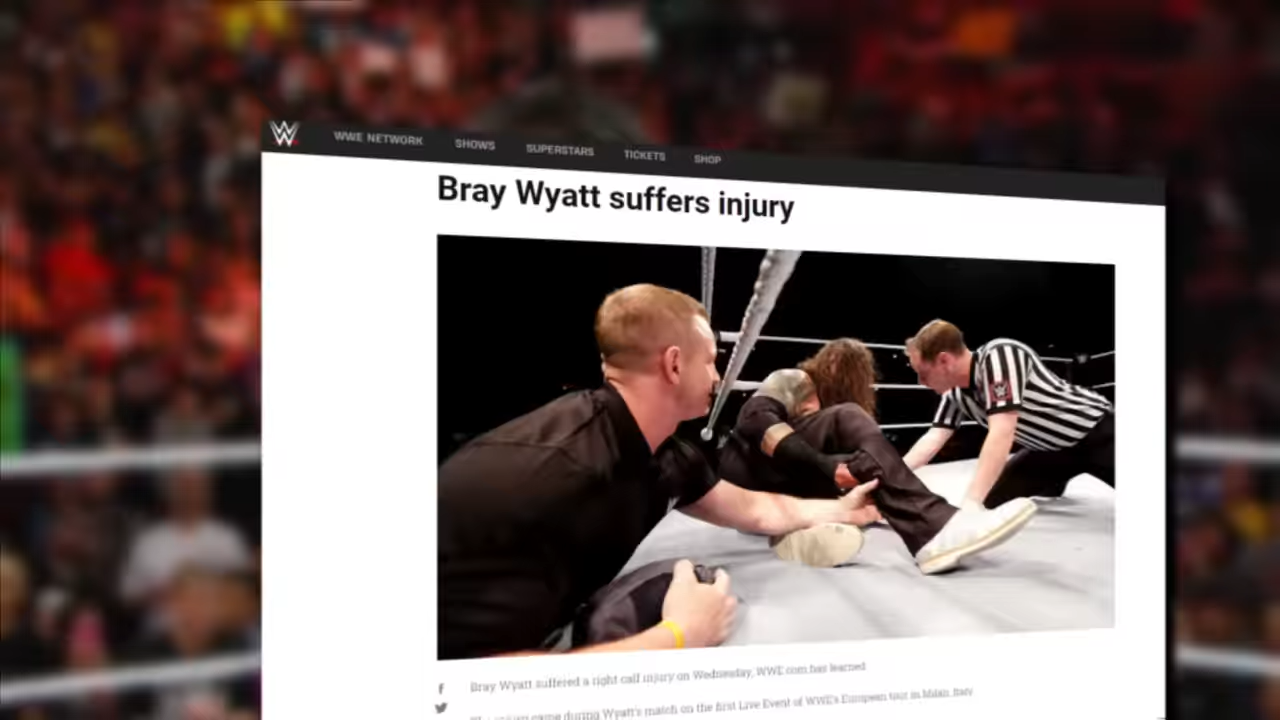 WWE NETWORK SHOWS SUPERSTARS TICKETS SHOP
Bray Wyatt suffers injury
Bray Wyatt suffered a right calf injury on Wednesday, WWE.com has learned
came during Wyatt's match on the first Live Event of WWE's European tour in Milan, Italy